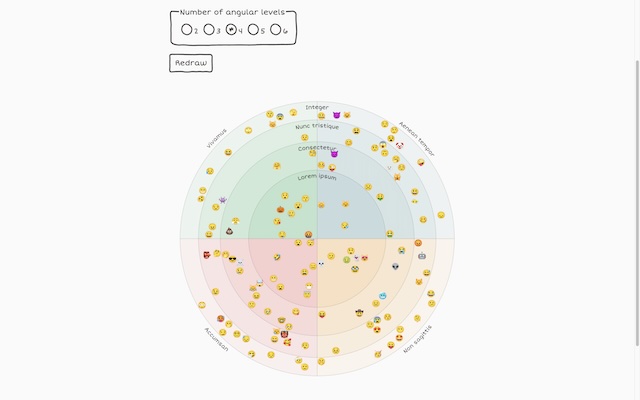 Number of angular levels
2 3 4 5 6
Redraw
Integer
Nunc tristique
Consectetur
Lorem ipsum
Vivamus
Aenean tempor
Accumsan
Non sagittis